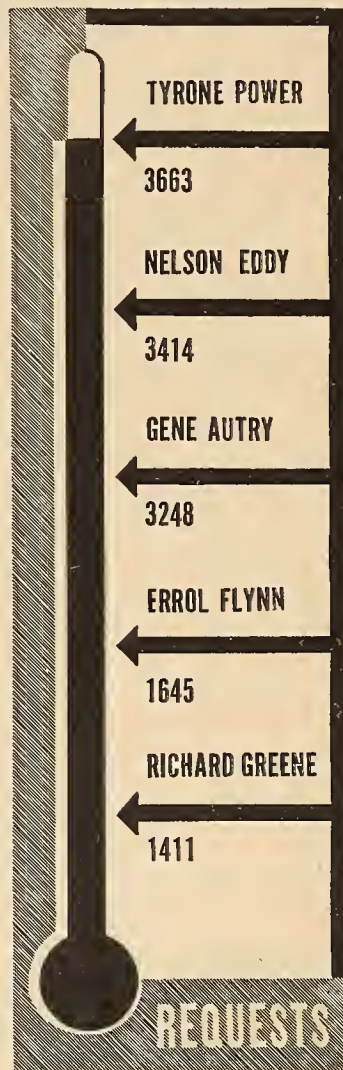 TYRONE POWER
3663
NELSON EDDY
3414
GENE AUTRY
3248
ERROL FLYNN
1645
RICHARD GREENE
1411
REQUESTS